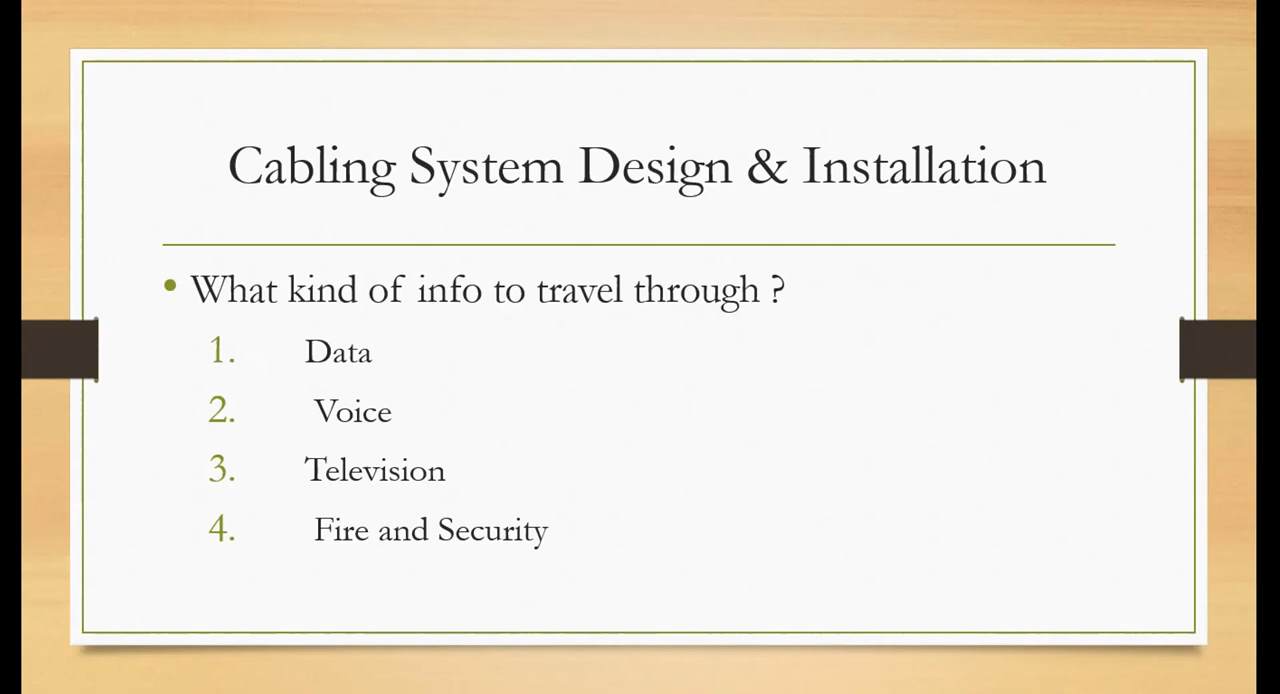 Cabling System Design & Installation
• What kind of info to travel through ?
1. Data
2. Voice
3. Television
4. Fire and Security